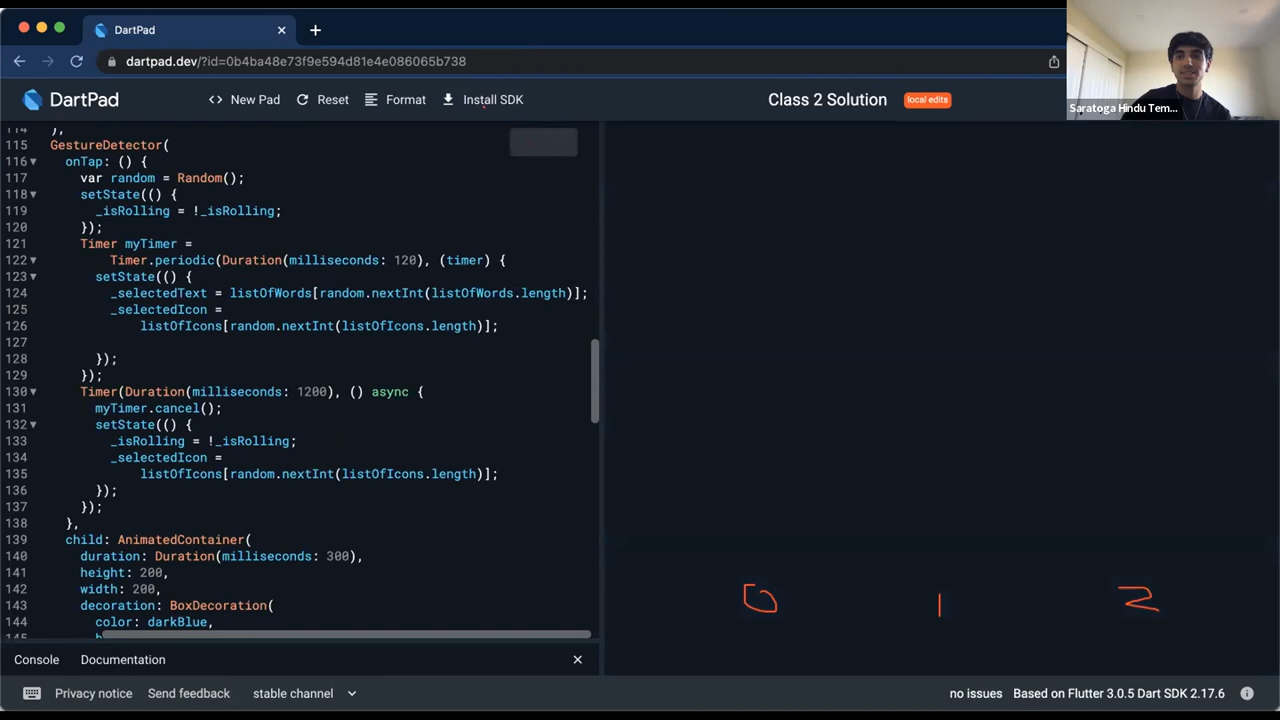 DartPad
dartpad.dev/?id=0b4ba48e73f9e594d81e4e086065b738
DartPad
<> New Pad
Reset
Format
Install SDK
Class 2 Solution
local edits
Saratoga Hindu Tem...
114 ),
115 GestureDetector(
116 onTap: () {
117 var random = Random();
118 setState(() {
119 _isRolling = !_isRolling;
120 });
121 Timer myTimer =
122 Timer.periodic(Duration(milliseconds: 120), (timer) {
123 setState(() {
124 _selectedText = listOfWords[random.nextInt(listOfWords.length)];
125 _selectedIcon =
126 listOfIcons[random.nextInt(listOfIcons.length)];
127
128 });
129 });
130 Timer(Duration(milliseconds: 1200), () async {
131 myTimer.cancel();
132 setState(() {
133 _isRolling = !_isRolling;
134 _selectedIcon =
135 listOfIcons[random.nextInt(listOfIcons.length)];
136 });
137 });
138 },
139 child: AnimatedContainer(
140 duration: Duration(milliseconds: 300),
141 height: 200,
142 width: 200,
143 decoration: BoxDecoration(
144 color: darkBlue,
0 1 2
Console
Documentation
Privacy notice
Send feedback
stable channel
no issues
Based on Flutter 3.0.5 Dart SDK 2.17.6